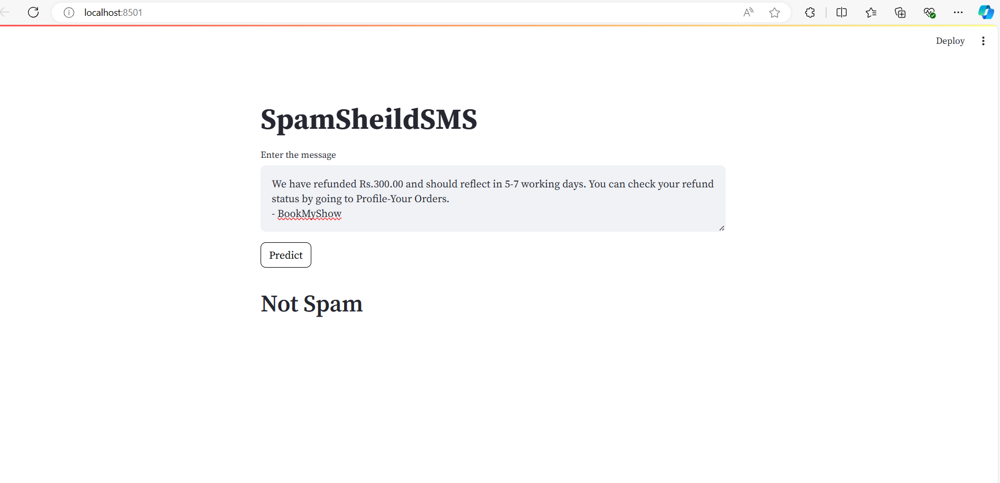 localhost:8501
Deploy
SpamSheildSMS
Enter the message
We have refunded Rs.300.00 and should reflect in 5-7 working days. You can check your refund
status by going to Profile-Your Orders.
- BookMyShow
Predict
Not Spam